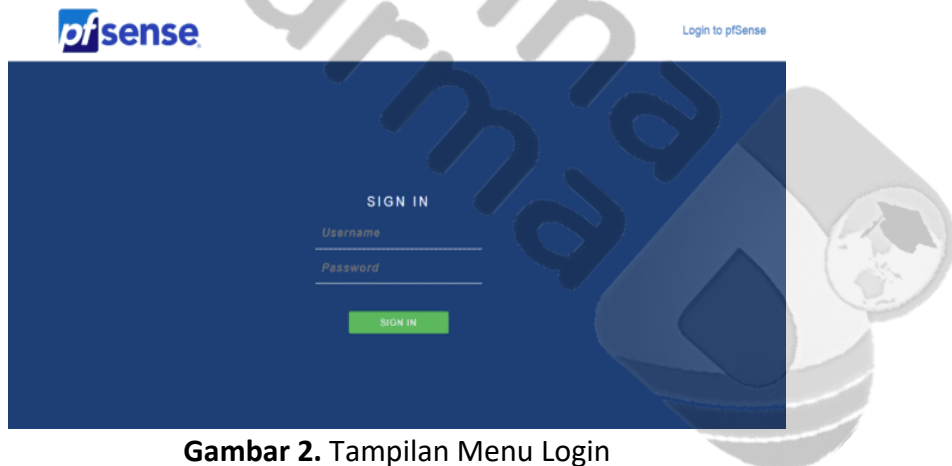 pfsense
Login to pfSense
SIGN IN
Username
Password
SIGN IN
Gambar 2. Tampilan Menu Login